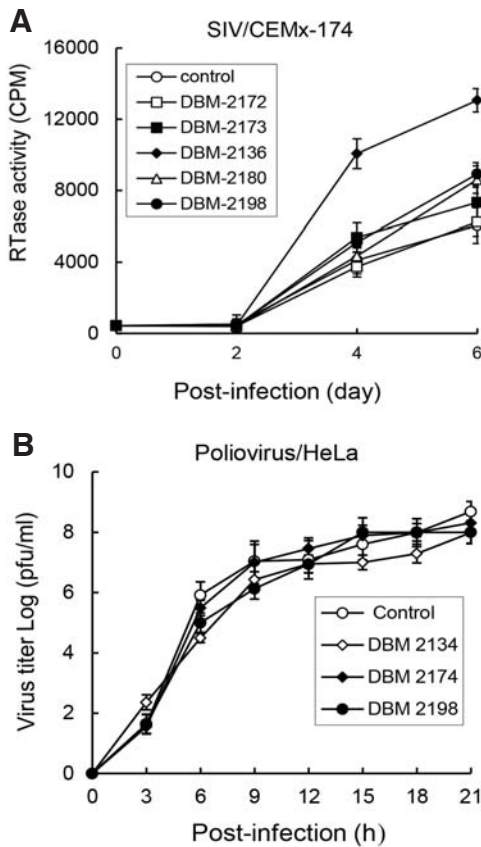 A
SIV/CEMx-174
RTase activity (CPM)
16000
12000
8000
4000
0
control
DBM-2172
DBM-2173
DBM-2136
DBM-2180
DBM-2198
0 2 4 6
Post-infection (day)
B
Poliovirus/HeLa
Virus titer Log (pfu/ml)
10
8
6
4
2
0
Control
DBM 2134
DBM 2174
DBM 2198
0 3 6 9 12 15 18 21
Post-infection (h)